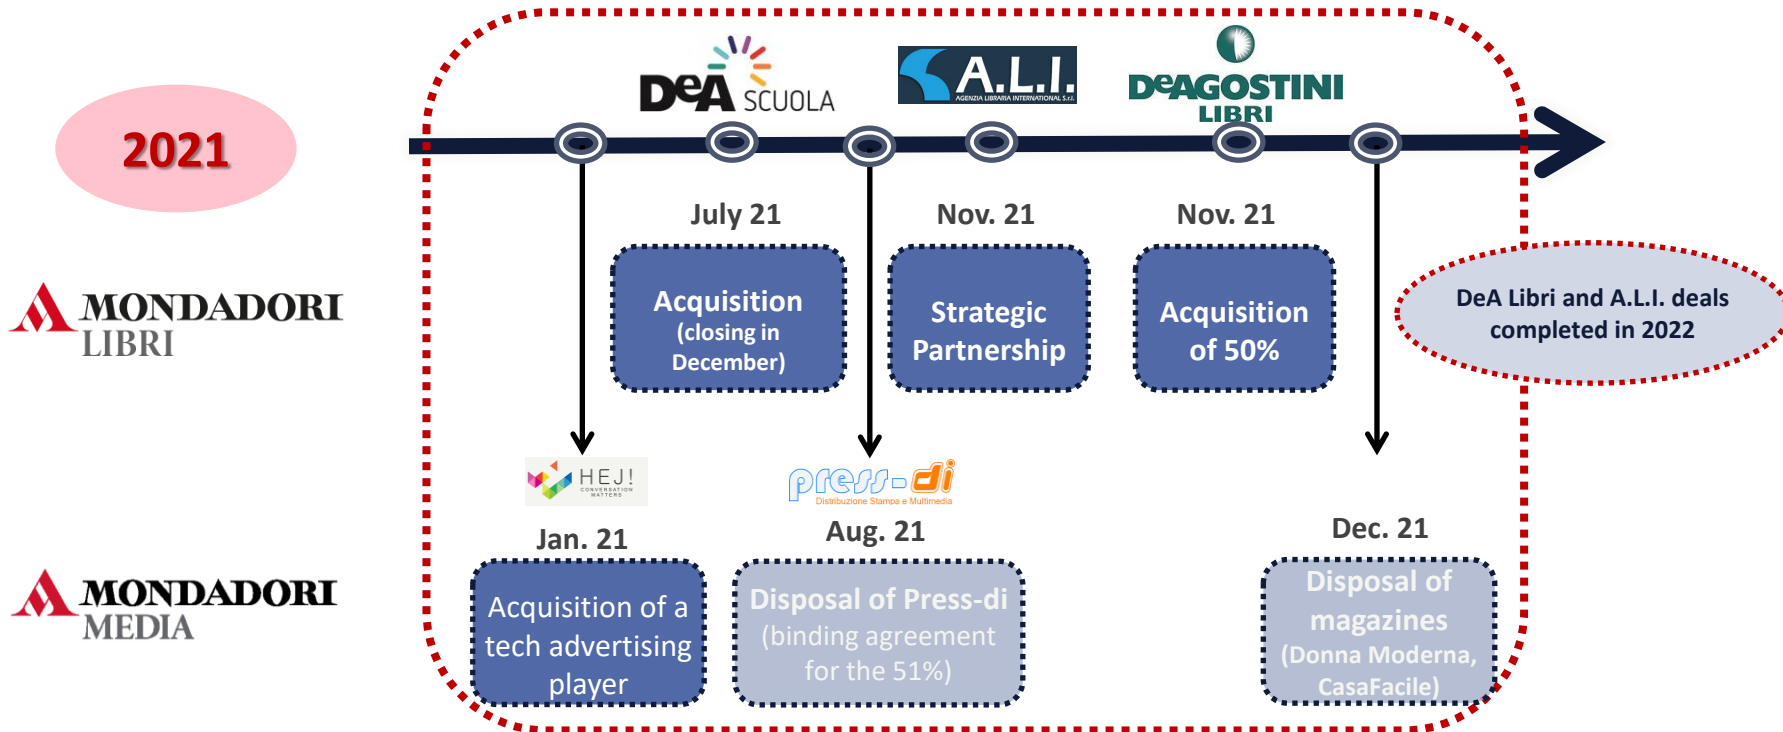 2021
DeA SCUOLA
A.L.I.
AGENZIA LIBRARIA INTERNATIONAL S.r.l.
DeAGOSTINI
LIBRI
July 21
Nov. 21
Nov. 21
MONDADORI
LIBRI
Acquisition
(closing in
December)
Strategic
Partnership
Acquisition
of 50%
DeA Libri and A.L.I. deals
completed in 2022
HEJ!
CONVERSATION
MATTERS
press-di
Distribuzione Stampa e Multimedia
Jan. 21
Aug. 21
Dec. 21
MONDADORI
MEDIA
Acquisition of a
tech advertising
player
Disposal of Press-di
(binding agreement
for the 51%)
Disposal of
magazines
(Donna Moderna,
CasaFacile)